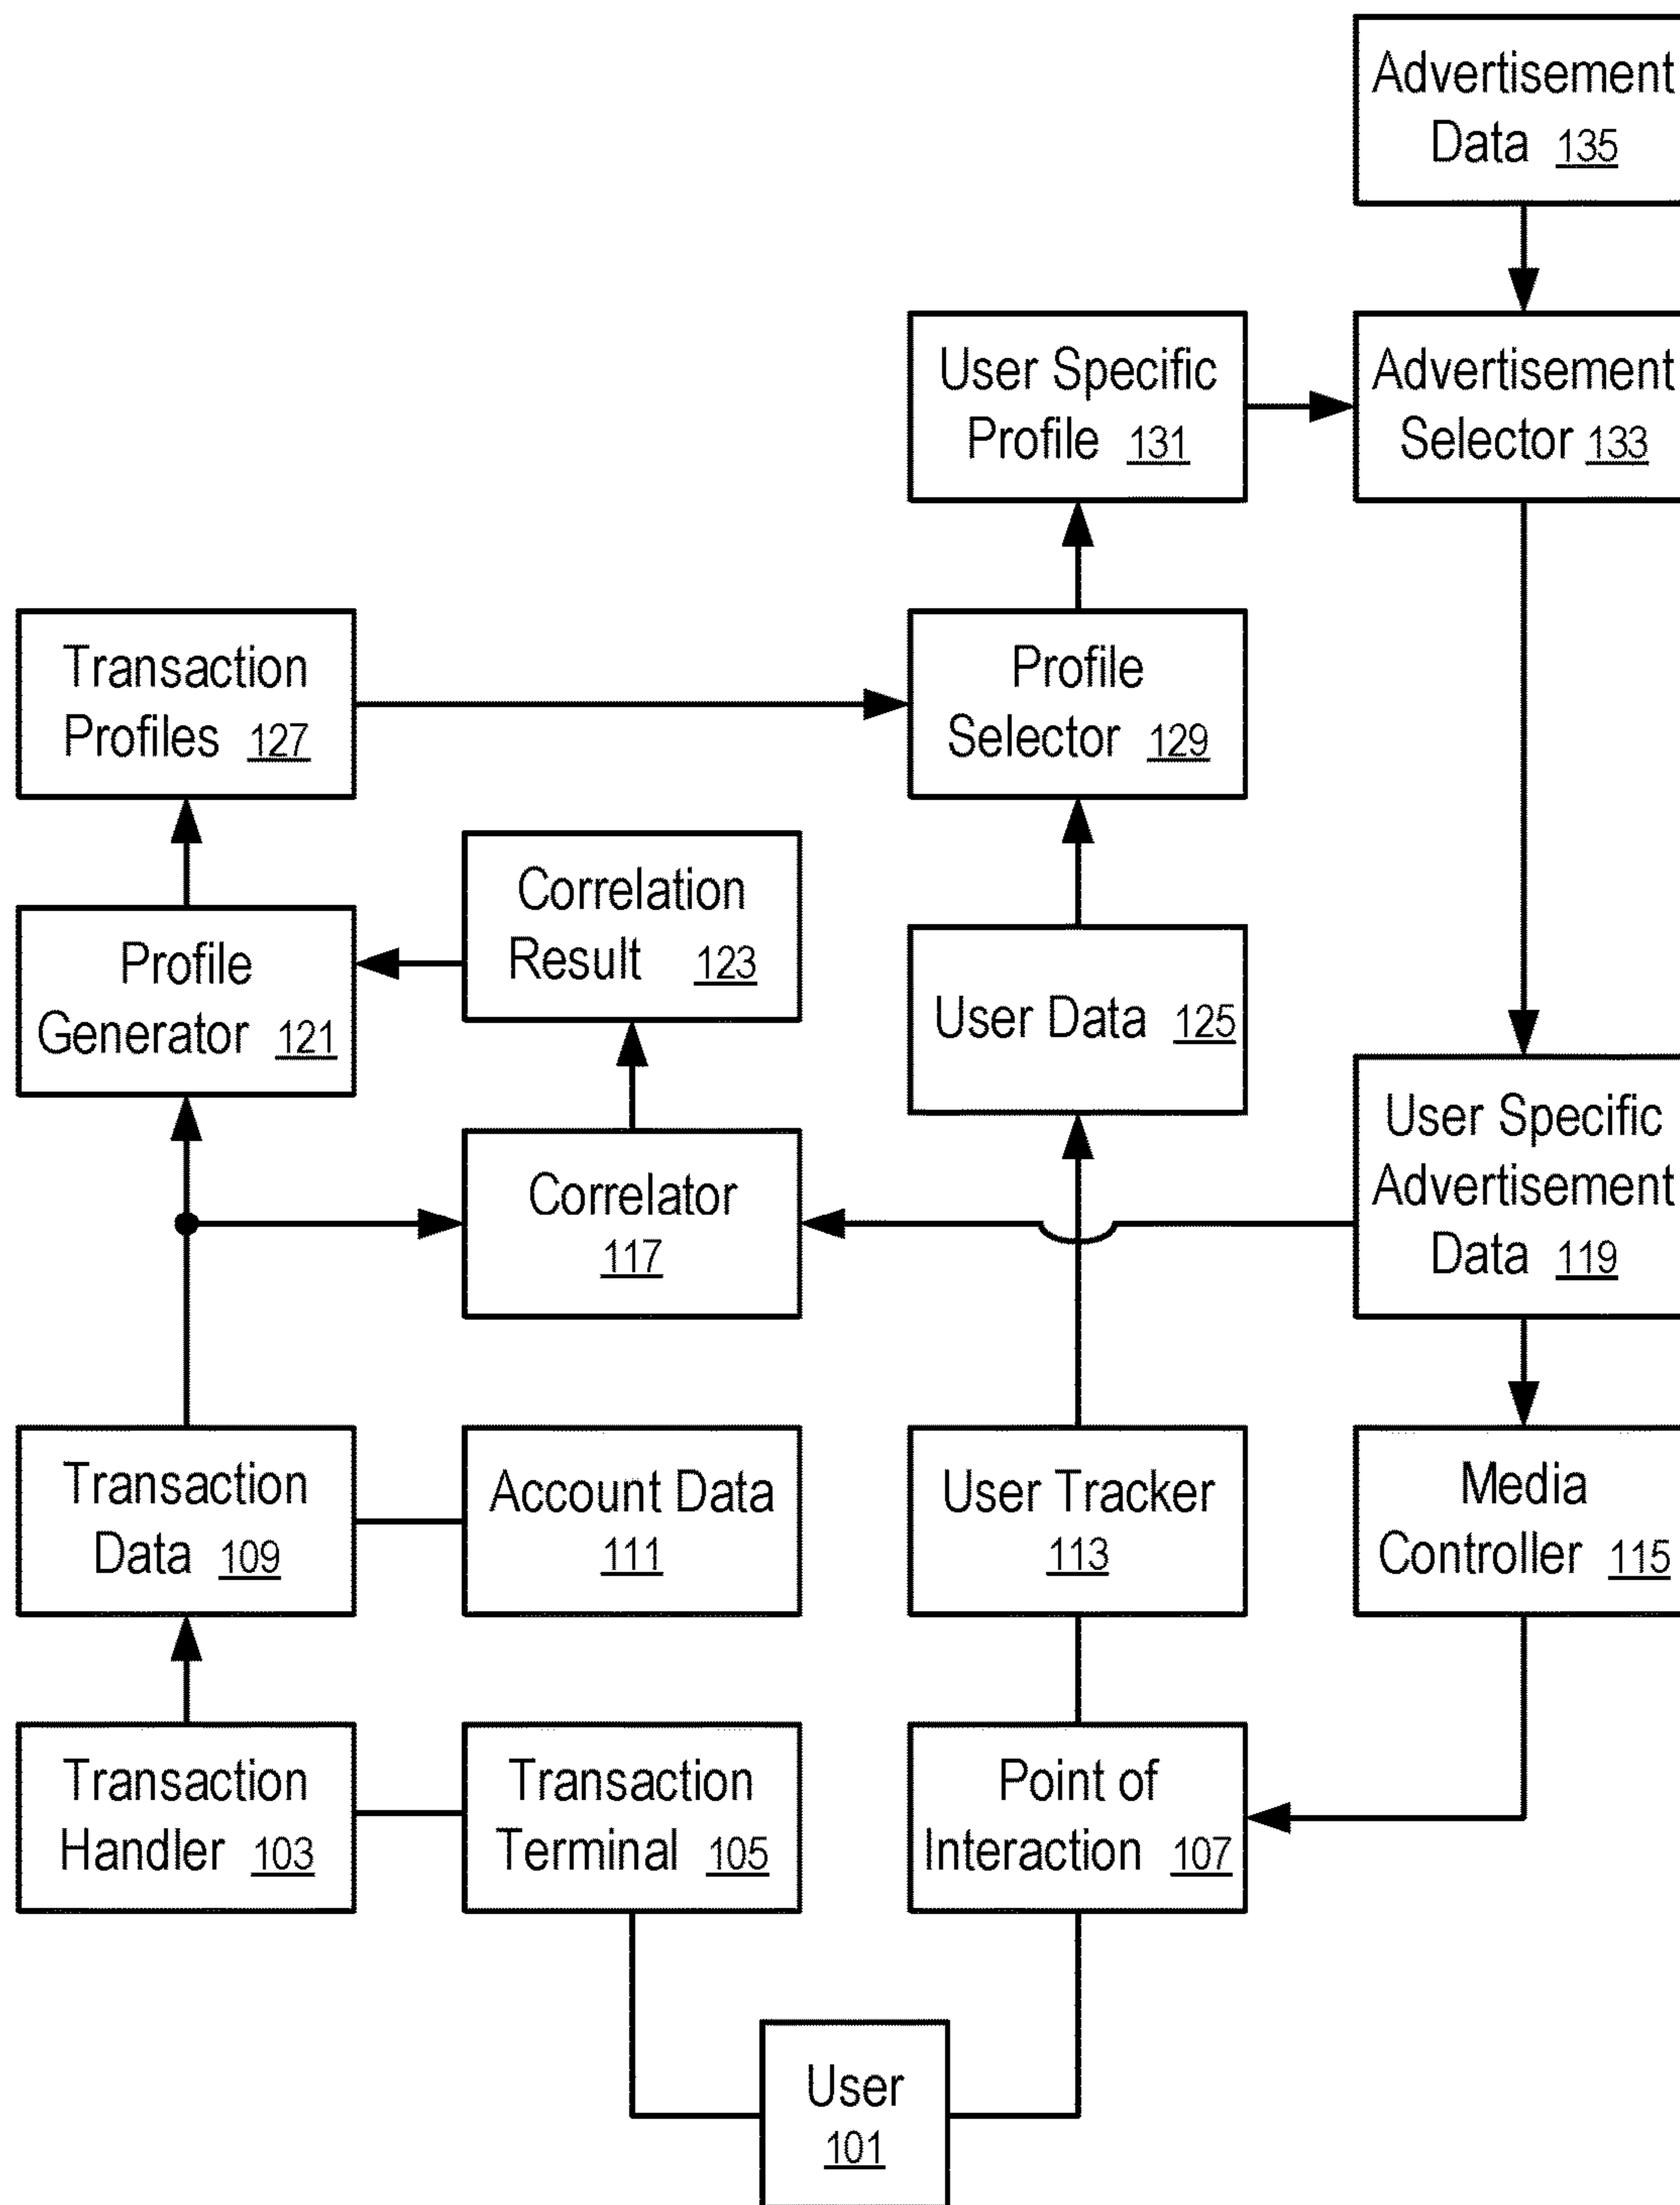 Advertisement
Data 135
User Specific
Profile 131
Advertisement
Selector 133
Transaction
Profiles 127
Profile
Selector 129
Correlation
Result 123
Profile
Generator 121
User Data 125
User Specific
Advertisement
Data 119
Correlator
117
Transaction
Data 109
Account Data
111
User Tracker
113
Media
Controller 115
Transaction
Handler 103
Transaction
Terminal 105
Point of
Interaction 107
User
101